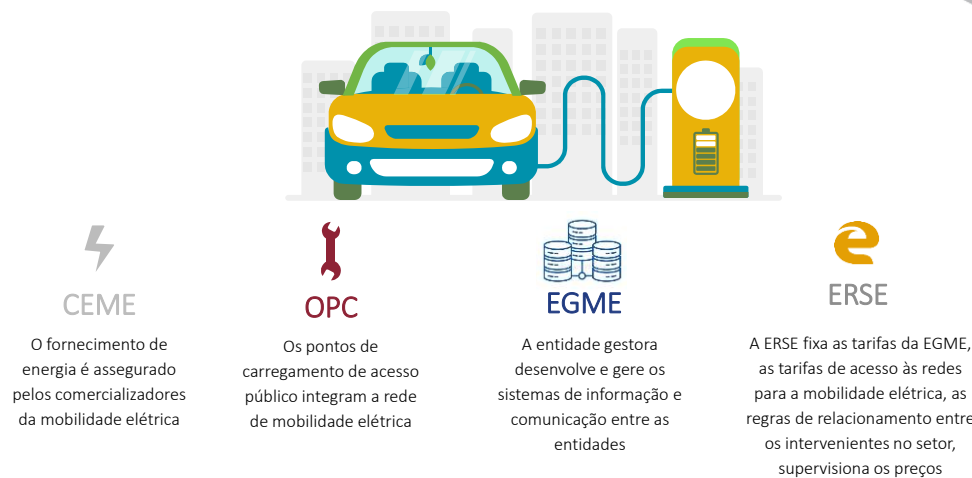 CEME
O fornecimento de
energia é assegurado
pelos comercializadores
da mobilidade elétrica
OPC
Os pontos de
carregamento de acesso
público integram a rede
de mobilidade elétrica
EGME
A entidade gestora
desenvolve e gere os
sistemas de informação e
comunicação entre as
entidades
ERSE
A ERSE fixa as tarifas da EGME,
as tarifas de acesso às redes
para a mobilidade elétrica, as
regras de relacionamento entre
os intervenientes no setor,
supervisiona os preços